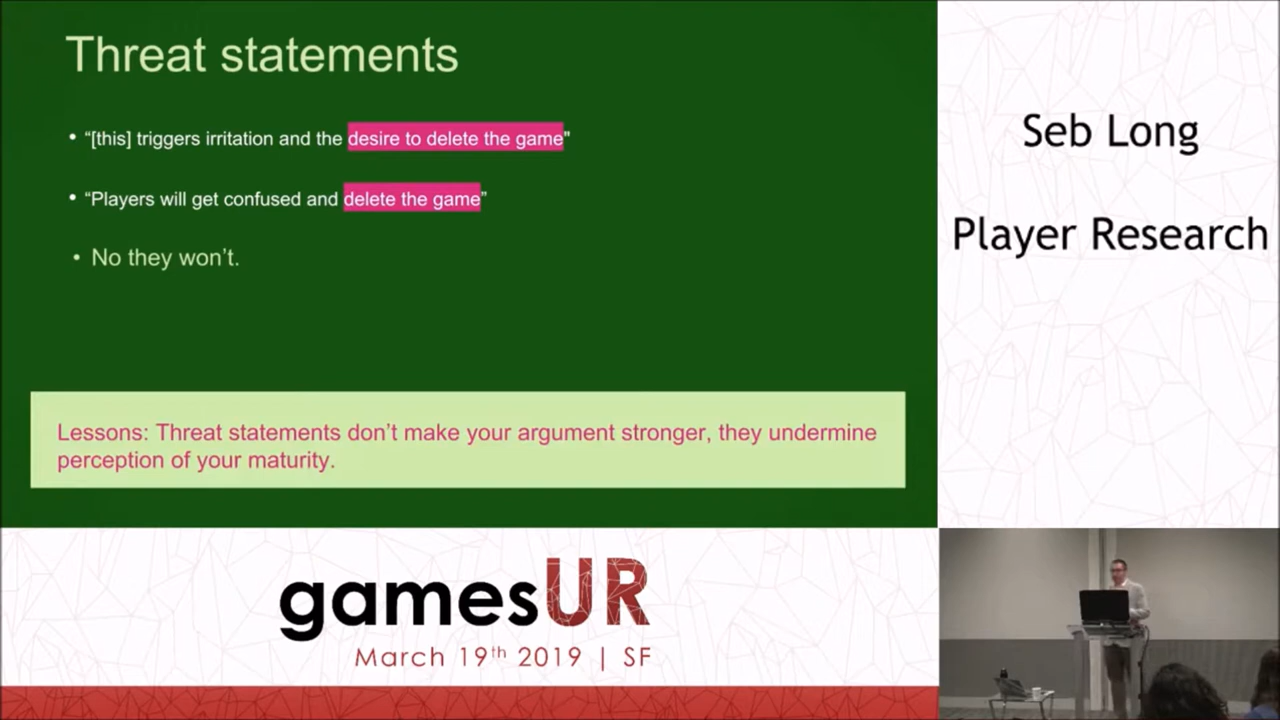 Threat statements
• “[this] triggers irritation and the desire to delete the game"
• “Players will get confused and delete the game”
• No they won’t.
Lessons: Threat statements don’t make your argument stronger, they undermine
perception of your maturity.
Seb Long
Player Research
gamesUR
March 19th 2019 | SF